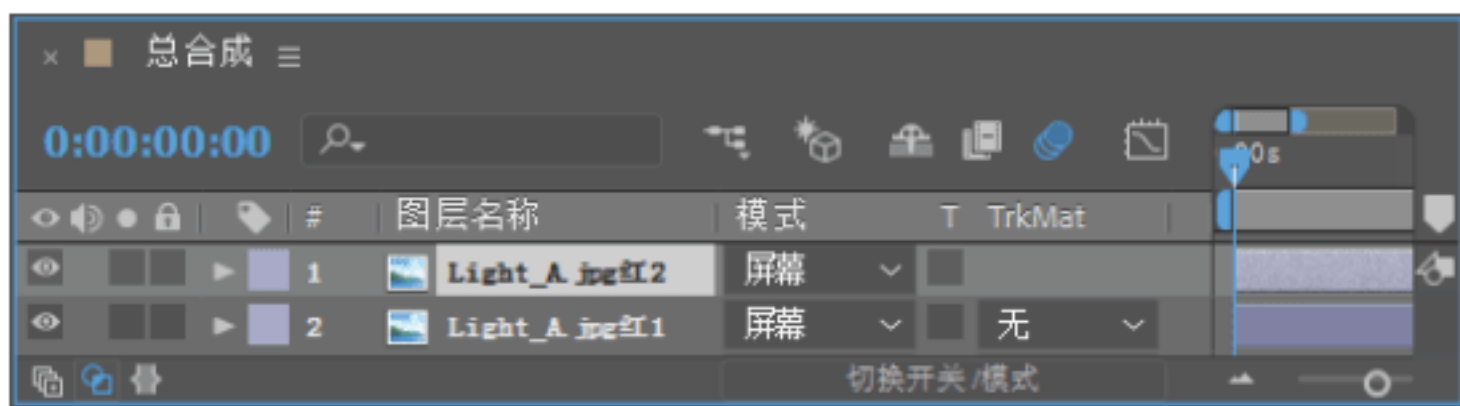 总合成
0:00:00:00
00s
# 图层名称 模式 T TrkMat
1 Light_A.jpg红2 屏幕
2 Light_A.jpg红1 屏幕 无
切换开关/模式